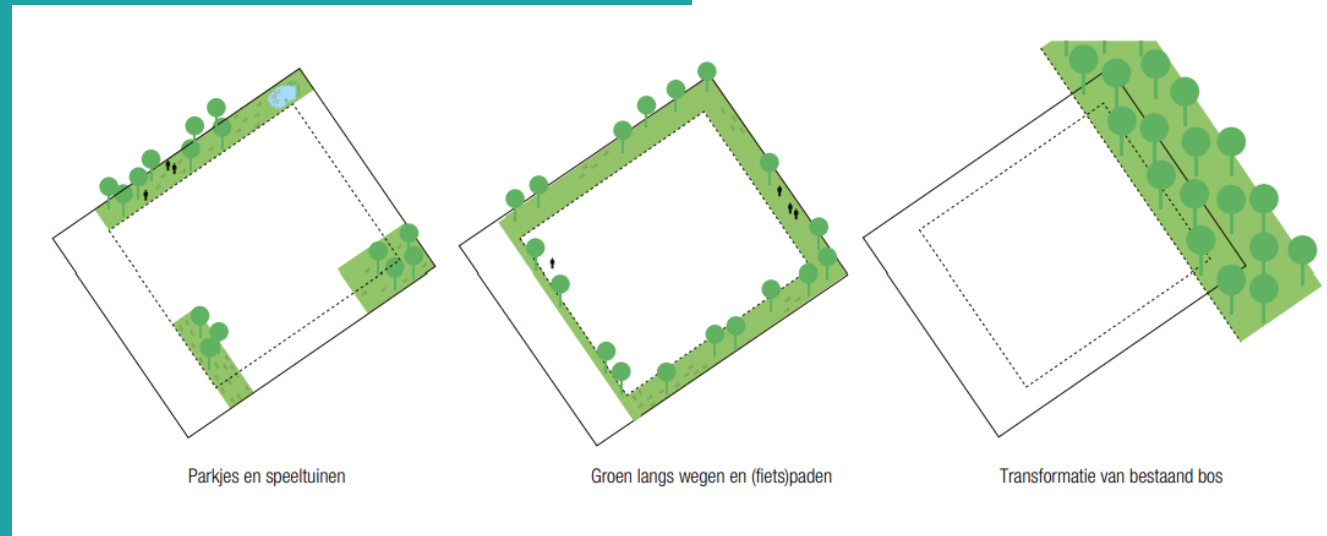 Parkjes en speeltuinen
Groen langs wegen en (fiets)paden
Transformatie van bestaand bos